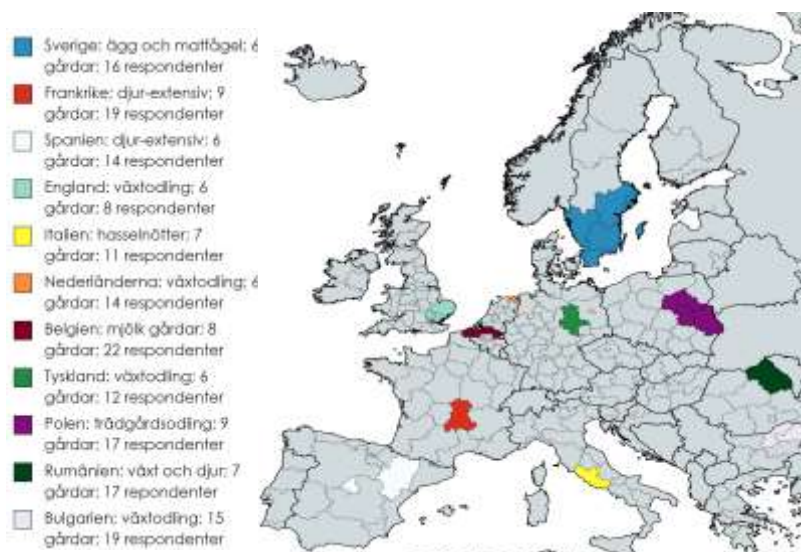 Sverige: ägg och matfågel; 6
gårdar; 16 respondenter
Frankrike: djur-extensiv; 9
gårdar; 19 respondenter
Spanien: djur-extensiv; 6
gårdar; 14 respondenter
England: växtodling; 6
gårdar; 8 respondenter
Italien: hasselnötter; 7
gårdar; 11 respondenter
Nederländerna: växtodling; 6
gårdar; 14 respondenter
Belgien: mjölk gårdar; 8
gårdar; 22 respondenter
Tyskland: växtodling; 6
gårdar; 12 respondenter
Polen: trädgårdsodling; 9
gårdar; 17 respondenter
Rumänien: växt och djur; 7
gårdar; 17 repondenter
Bulgarien: växtodling; 15
gårdar; 19 respondenter